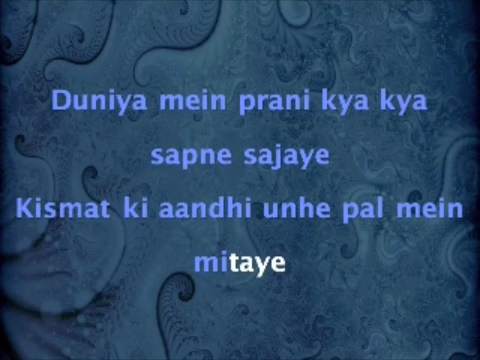 Duniya mein prani kya kya
sapne sajaye
Kismat ki aandhi unhe pal mein
mitaye